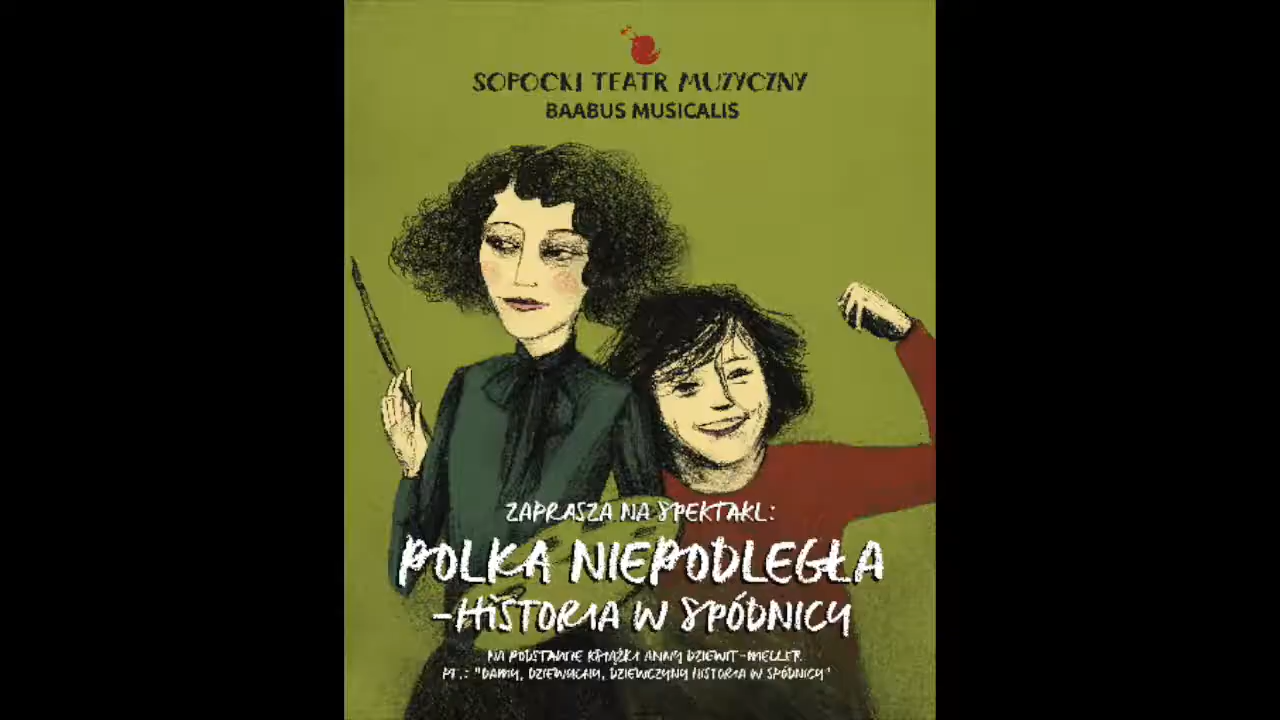 SOPOCKI TEATR MUZYCZNY
BAABUS MUSICALIS
ZAPRASZA NA SPEKTAKL:
POLKA NIEPODLEGŁA
-HISTORIA W SPÓDNICY
NA PODSTAWIE KSIĄŻKI ANNY DZIEWIT-MELLER
PT.: "DAMY, DZIEWUCHY, DZIEWCZYNY HISTORIA W SPÓDNICY"